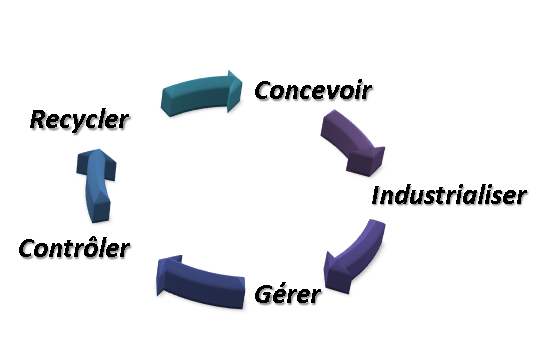 Concevoir
Recycler
Industrialiser
Contrôler
Gérer